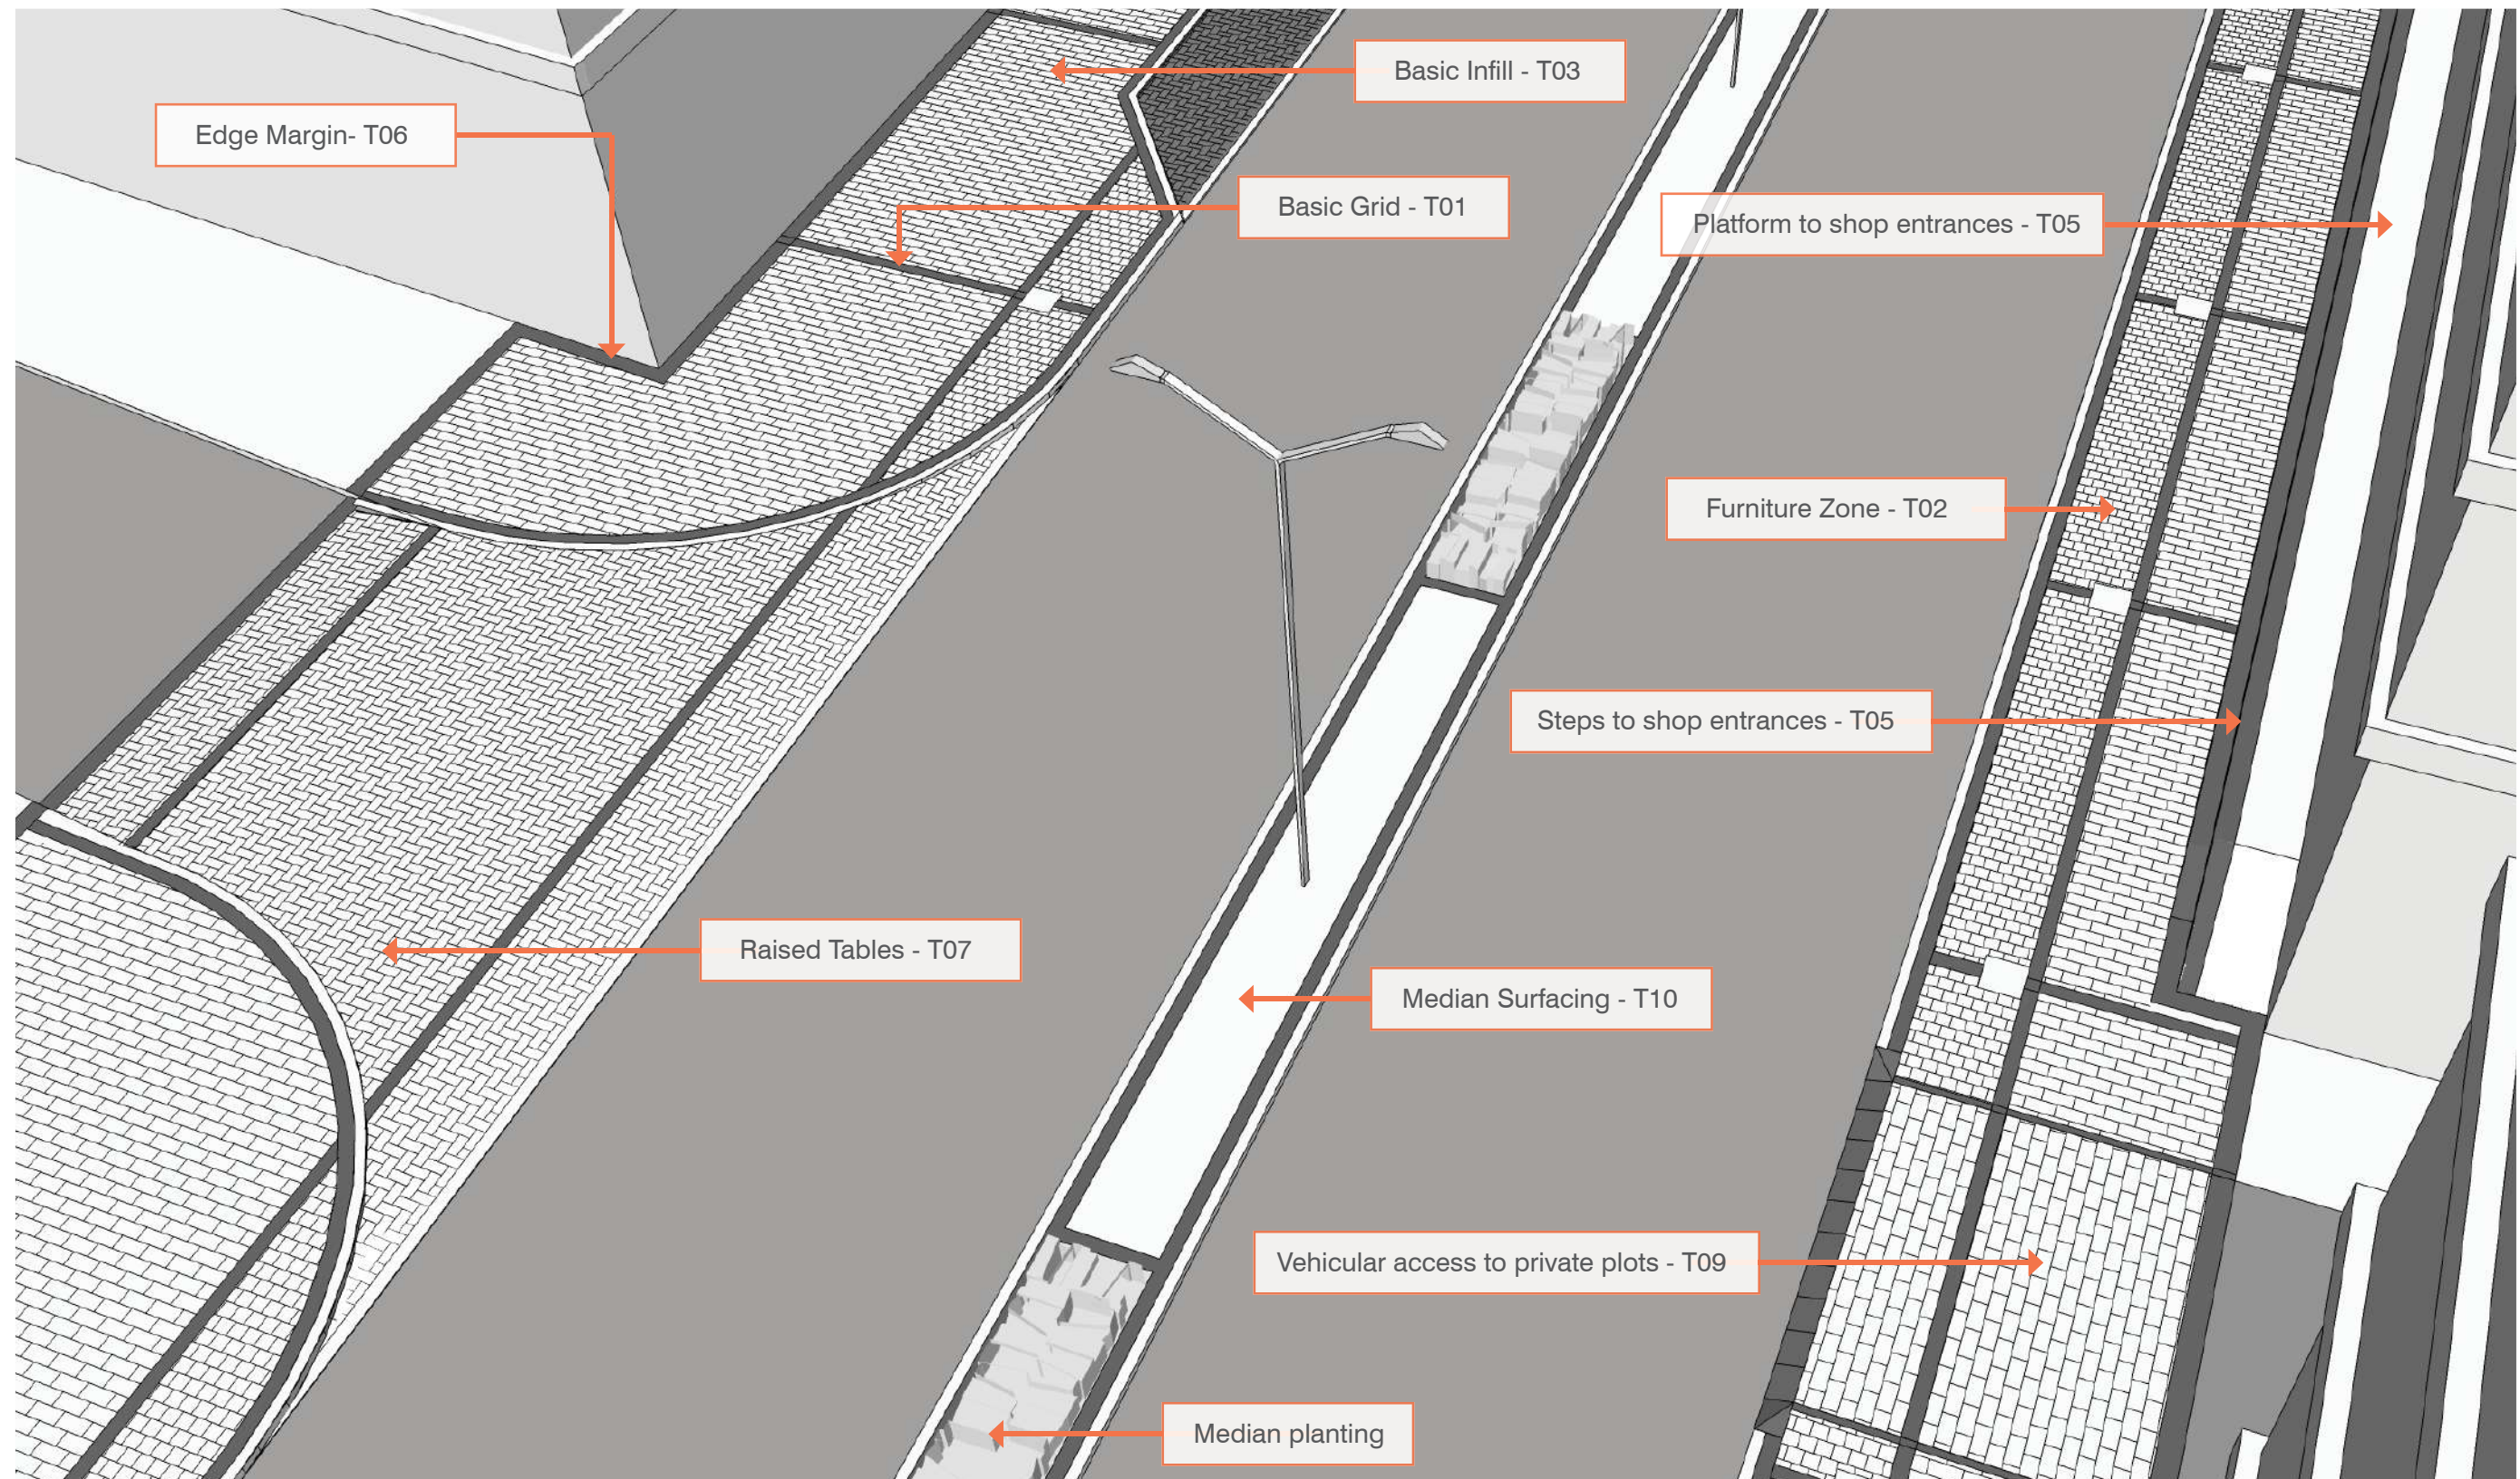 Basic Infill - T03
Edge Margin- T06
Basic Grid - T01
Platform to shop entrances - T05
Furniture Zone - T02
Steps to shop entrances - T05
Raised Tables - T07
Median Surfacing - T10
Vehicular access to private plots - T09
Median planting